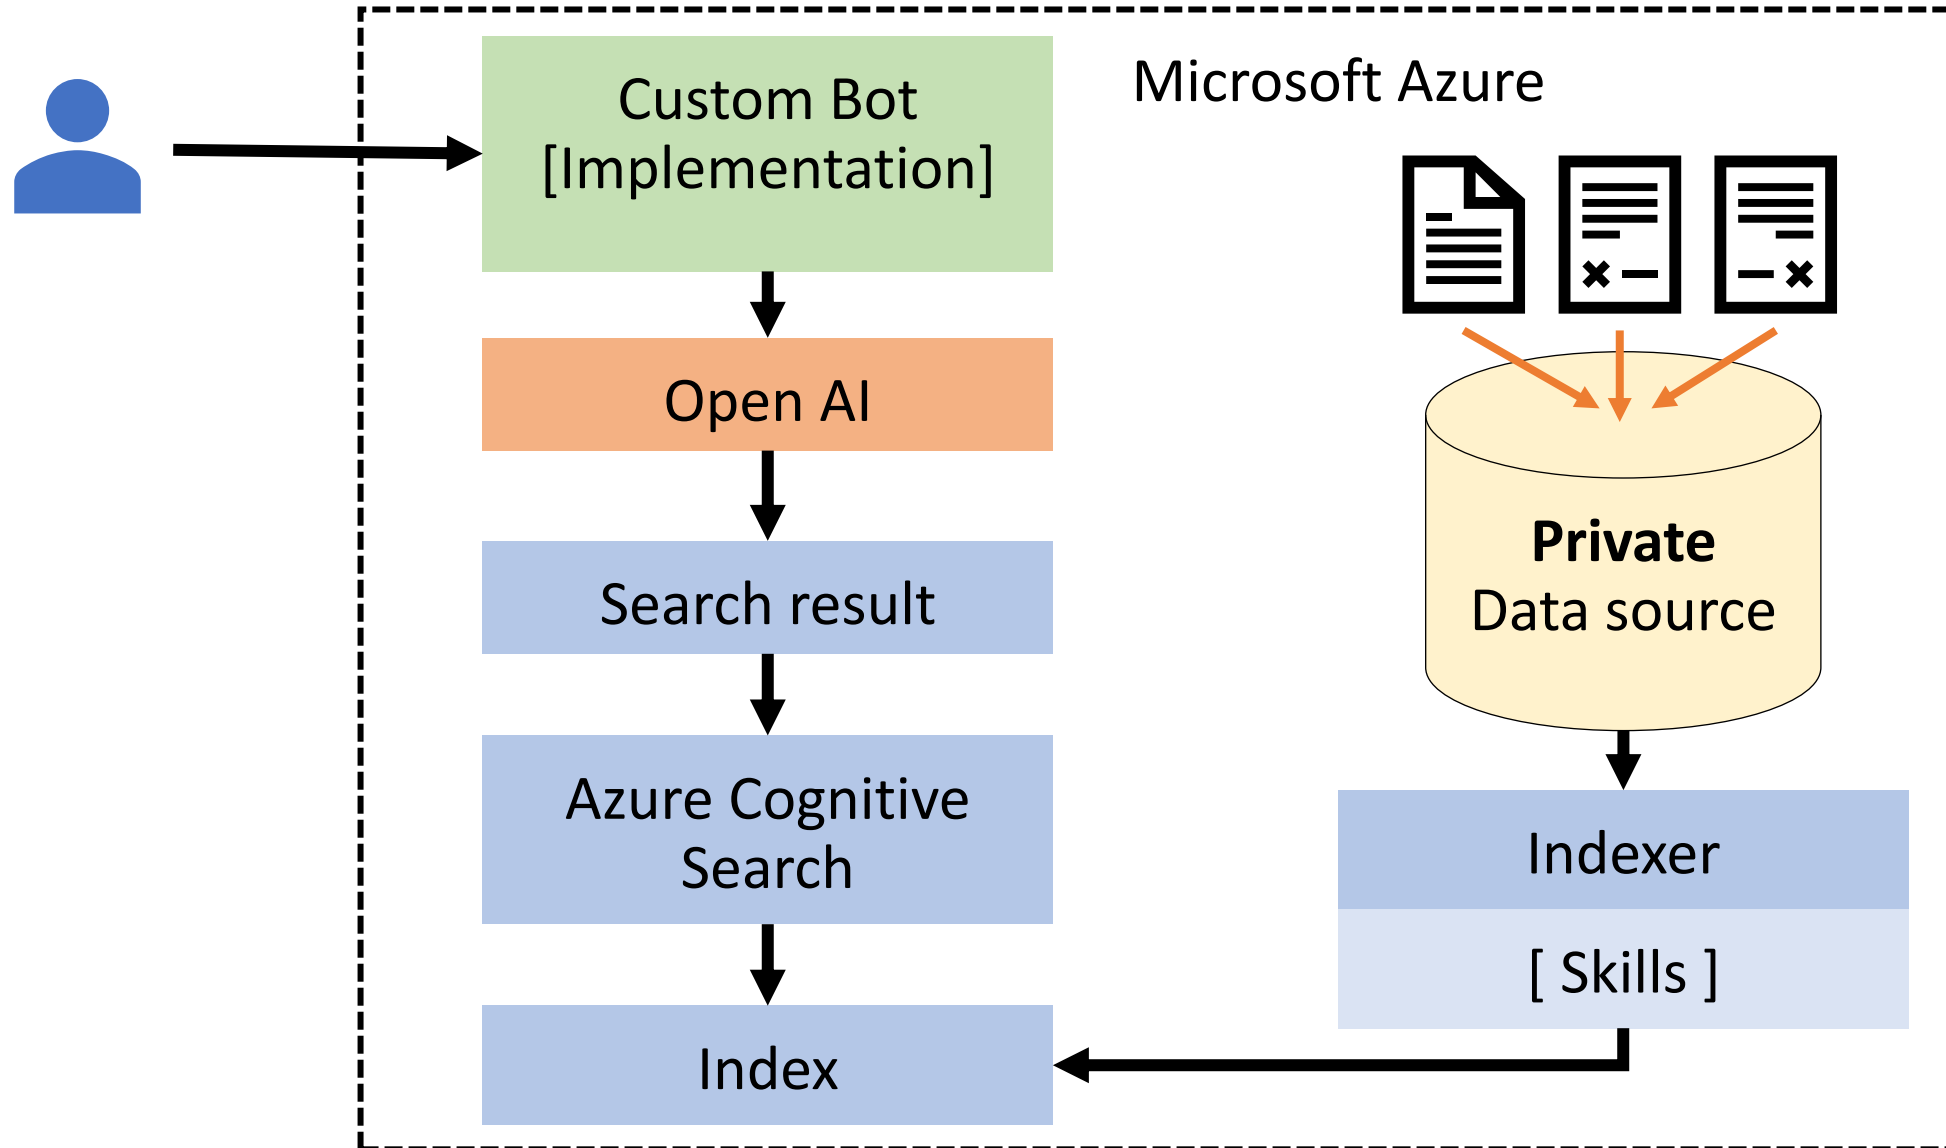 Microsoft Azure
Custom Bot
[Implementation]
Open AI
Search result
Azure Cognitive
Search
Index
Private
Data source
Indexer
[ Skills ]